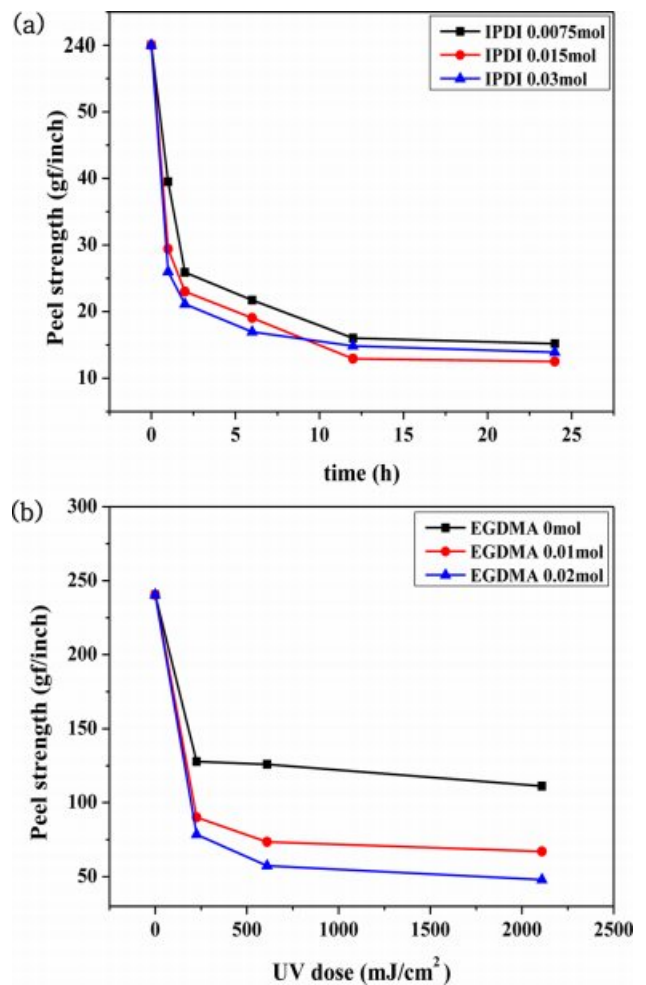 (a)
IPDI 0.0075mol
IPDI 0.015mol
IPDI 0.03mol
Peel strength (gf/inch)
240
50
40
30
20
10
0 5 10 15 20 25
time (h)
(b)
EGDMA 0mol
EGDMA 0.01mol
EGDMA 0.02mol
Peel strength (gf/inch)
300
250
200
150
100
50
0 500 1000 1500 2000 2500
UV dose (mJ/cm²)